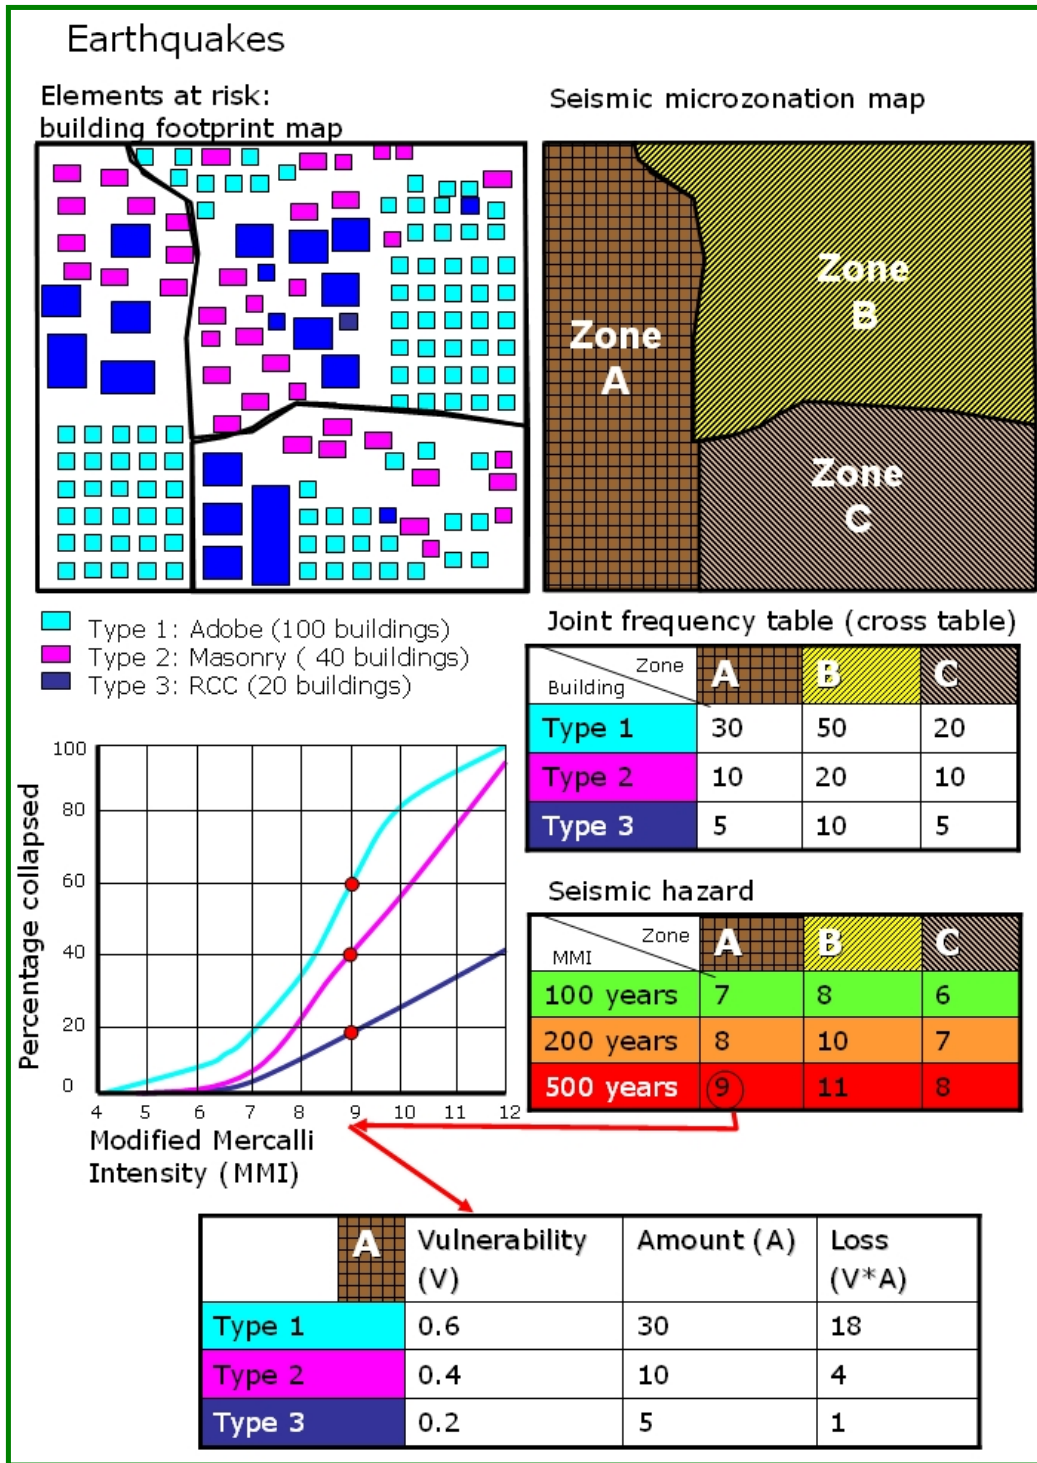 Earthquakes
Elements at risk:
building footprint map
Seismic microzonation map
Zone
A
Zone
B
Zone
C
Type 1: Adobe (100 buildings)
Type 2: Masonry ( 40 buildings)
Type 3: RCC (20 buildings)
Joint frequency table (cross table)
Zone
Building
A B C
Type 1 30 50 20
Type 2 10 20 10
Type 3 5 10 5
Percentage collapsed
100
80
60
40
20
0
4 5 6 7 8 9 10 11 12
Modified Mercalli
Intensity (MMI)
Seismic hazard
Zone
MMI
A B C
100 years 7 8 6
200 years 8 10 7
500 years 9 11 8
A Vulnerability (V) Amount (A) Loss (V*A)
Type 1 0.6 30 18
Type 2 0.4 10 4
Type 3 0.2 5 1